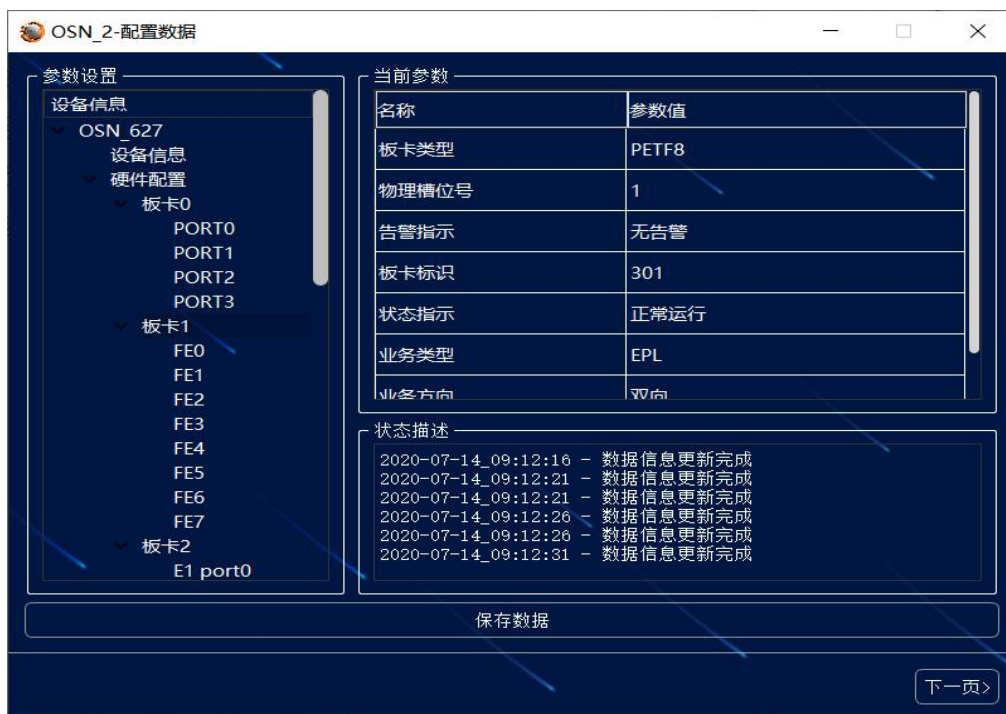 OSN_2-配置数据
参数设置
设备信息
OSN_627
设备信息
硬件配置
板卡0
PORT0
PORT1
PORT2
PORT3
板卡1
FE0
FE1
FE2
FE3
FE4
FE5
FE6
FE7
板卡2
E1 port0
当前参数
名称 参数值
板卡类型 PETF8
物理槽位号 1
告警指示 无告警
板卡标识 301
状态指示 正常运行
业务类型 EPL
业务方向 双向
状态描述
2020-07-14_09:12:16 - 数据信息更新完成
2020-07-14_09:12:21 - 数据信息更新完成
2020-07-14_09:12:21 - 数据信息更新完成
2020-07-14_09:12:26 - 数据信息更新完成
2020-07-14_09:12:26 - 数据信息更新完成
2020-07-14_09:12:31 - 数据信息更新完成
保存数据
下一页>